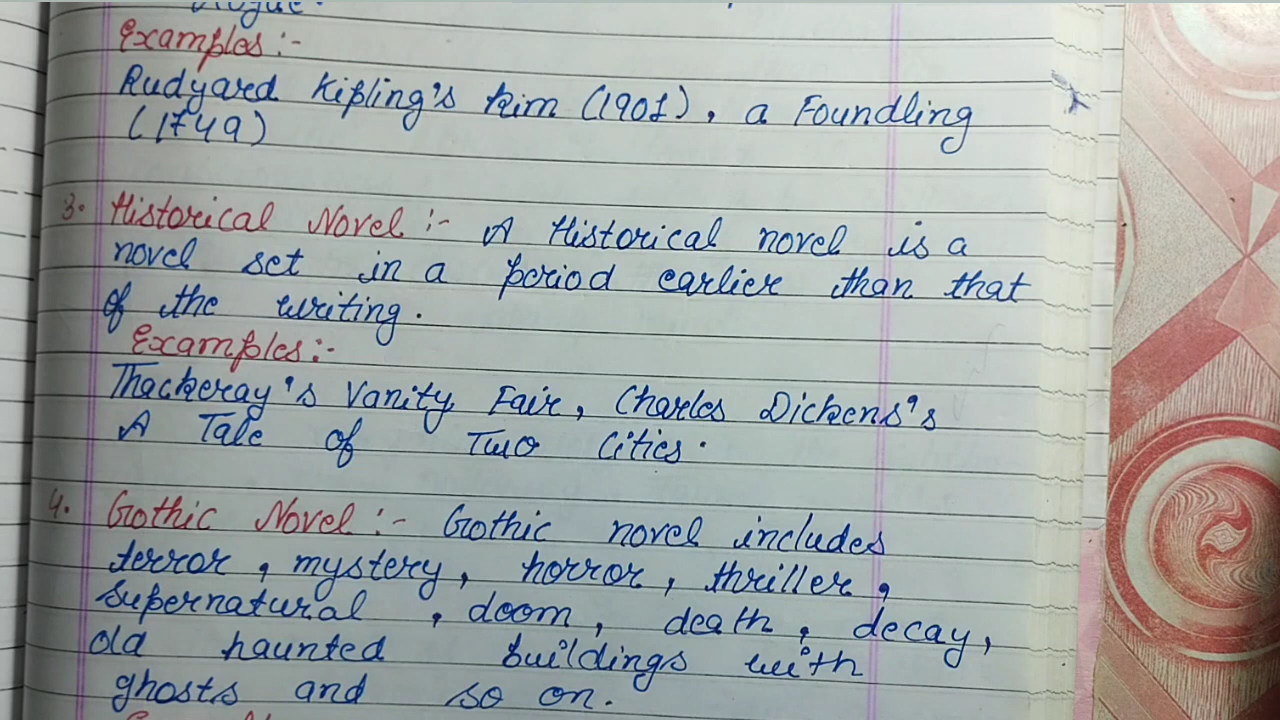 Examples :-
Rudyard Kipling's Kim (1901), a Foundling
(1749)
3. Historical Novel :- A Historical novel is a
novel set in a period earlier than that
of the writing.
Examples :-
Thackeray's Vanity Fair, Charles Dickens's
A Tale of Two Cities.
4. Gothic Novel :- Gothic novel includes
terror, mystery, horror, thriller,
supernatural, doom, death, decay,
old haunted buildings with
ghosts and so on.